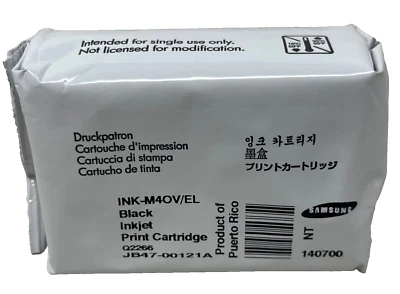 Intended for single use only.
Not licensed for modification.
Druckpatron
Cartouche d'impression
Cartuccia di stampa
Cartucho de tinta
잉크 카트리지
墨盒
プリントカートリッジ
INK-M40V/EL
Black
Inkjet
Print Cartridge
Q2266
JB47-00121A
Product of
Puerto Rico
SAMSUNG
NT
140700